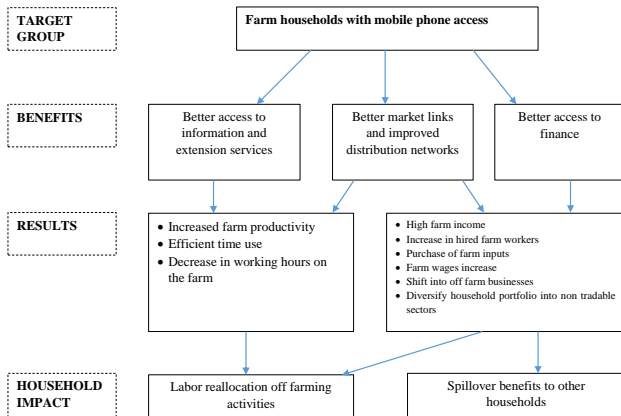 TARGET
GROUP
Farm households with mobile phone access
BENEFITS
Better access to
information and
extension services
Better market links
and improved
distribution networks
Better access to
finance
RESULTS
• Increased farm productivity
• Efficient time use
• Decrease in working hours on
the farm
• High farm income
• Increase in hired farm workers
• Purchase of farm inputs
• Farm wages increase
• Shift into off farm businesses
• Diversify household portfolio into non tradable
sectors
HOUSEHOLD
IMPACT
Labor reallocation off farming
activities
Spillover benefits to other
households